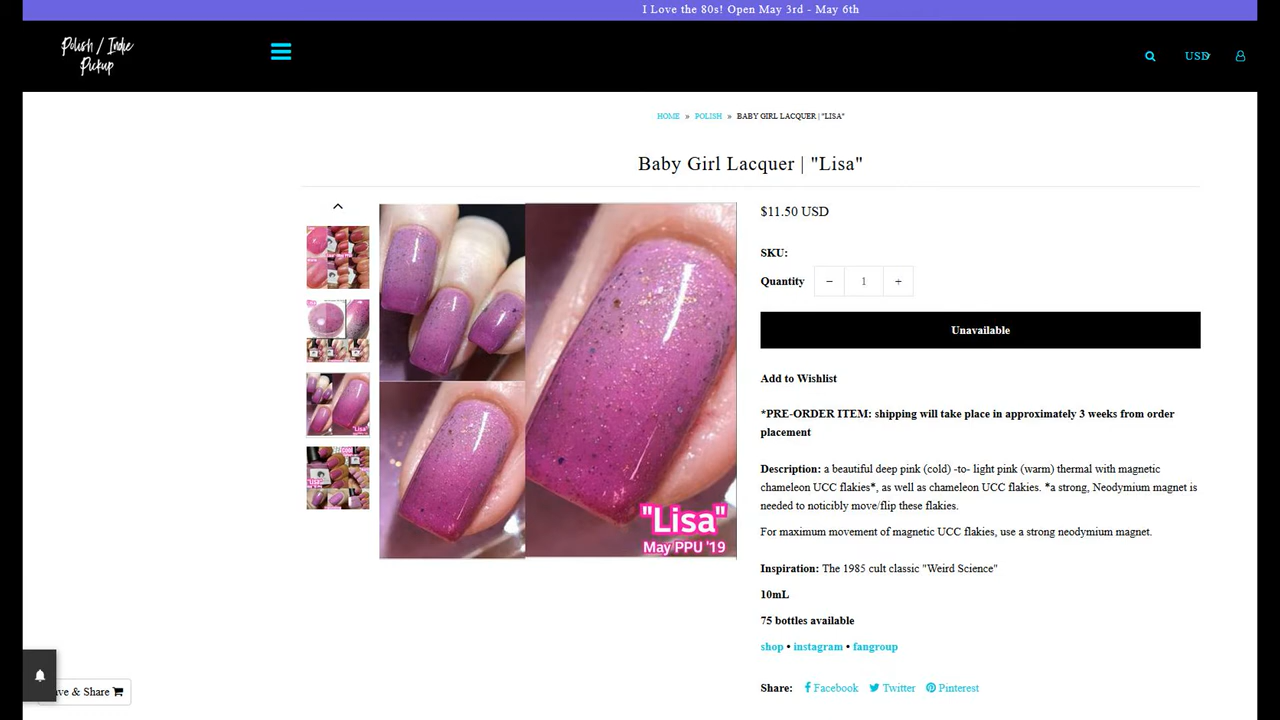 I Love the 80s! Open May 3rd - May 6th
Polish / Indie
Pickup
USD
HOME » POLISH » BABY GIRL LACQUER | "LISA"
Baby Girl Lacquer | "Lisa"
$11.50 USD
SKU:
Quantity − 1 +
Unavailable
Add to Wishlist
*PRE-ORDER ITEM: shipping will take place in approximately 3 weeks from order
placement
Description: a beautiful deep pink (cold) -to- light pink (warm) thermal with magnetic
chameleon UCC flakies*, as well as chameleon UCC flakies. *a strong, Neodymium magnet is
needed to noticibly move/flip these flakies.
For maximum movement of magnetic UCC flakies, use a strong neodymium magnet.
"Lisa"
May PPU '19
Inspiration: The 1985 cult classic "Weird Science"
10mL
75 bottles available
shop • instagram • fangroup
Share: Facebook Twitter Pinterest
ve & Share